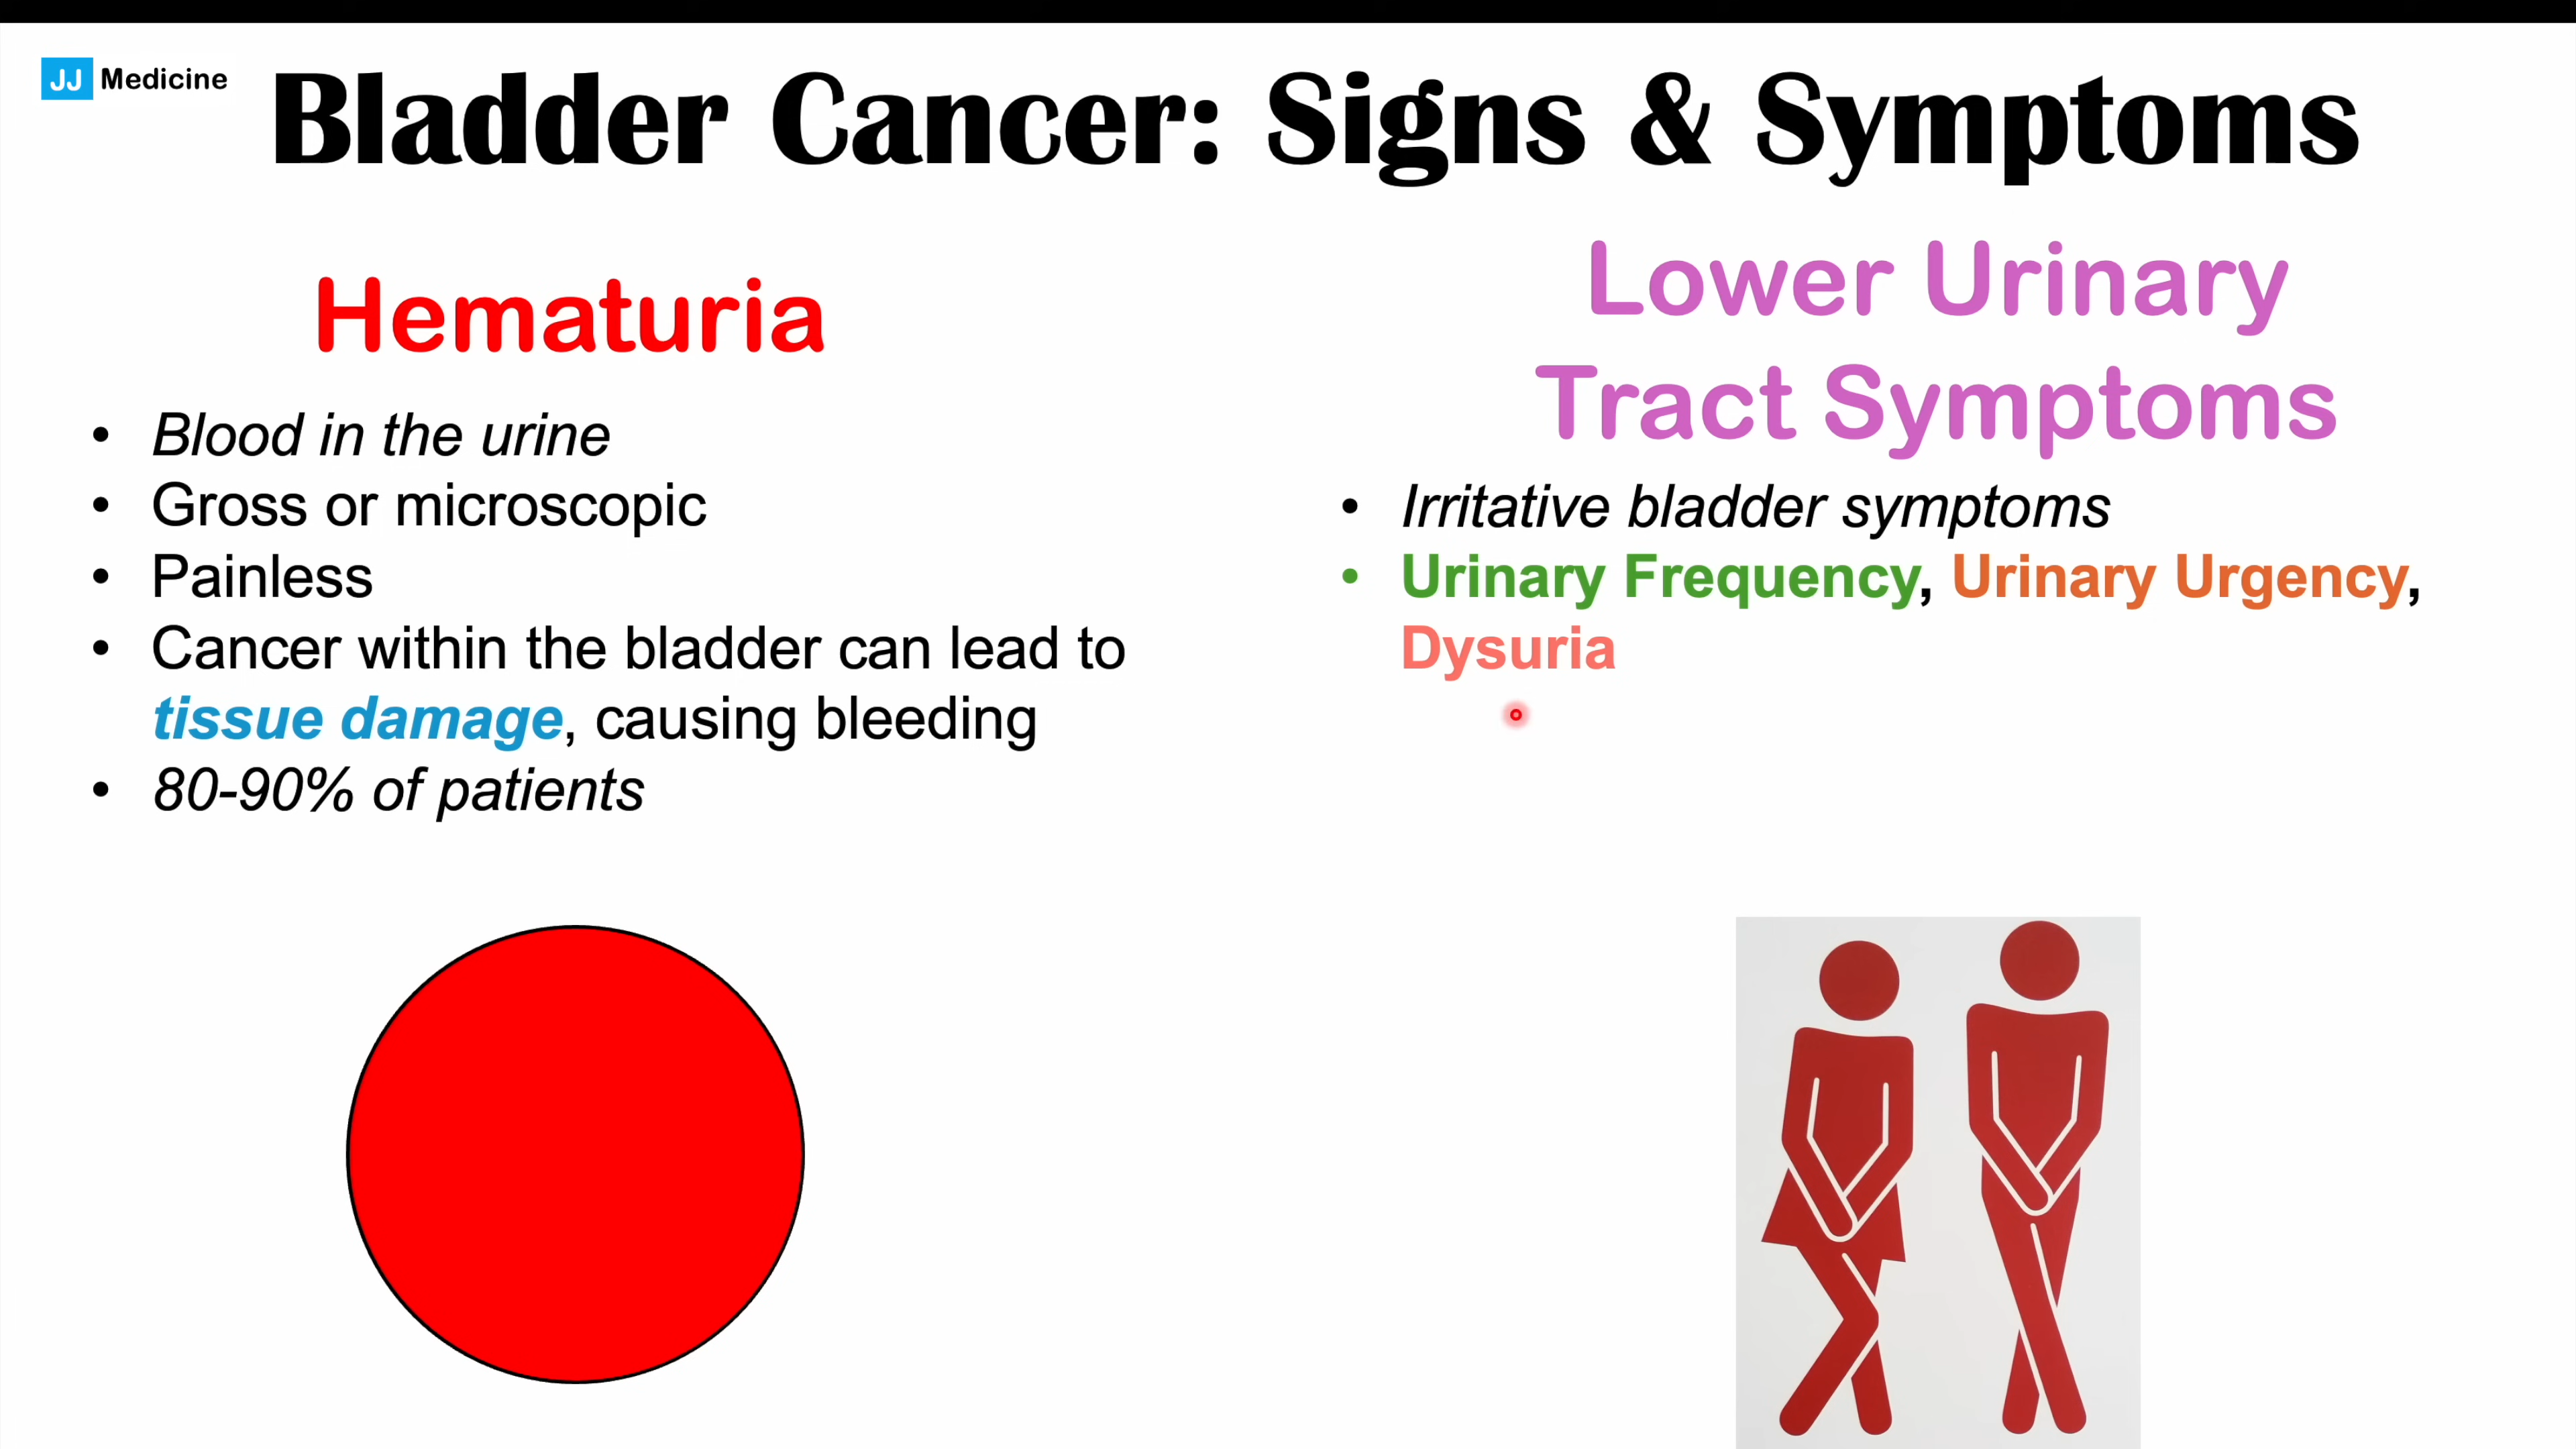 JJ Medicine
Bladder Cancer: Signs & Symptoms
Hematuria
• Blood in the urine
• Gross or microscopic
• Painless
• Cancer within the bladder can lead to
tissue damage, causing bleeding
• 80-90% of patients
Lower Urinary
Tract Symptoms
• Irritative bladder symptoms
• Urinary Frequency, Urinary Urgency,
Dysuria